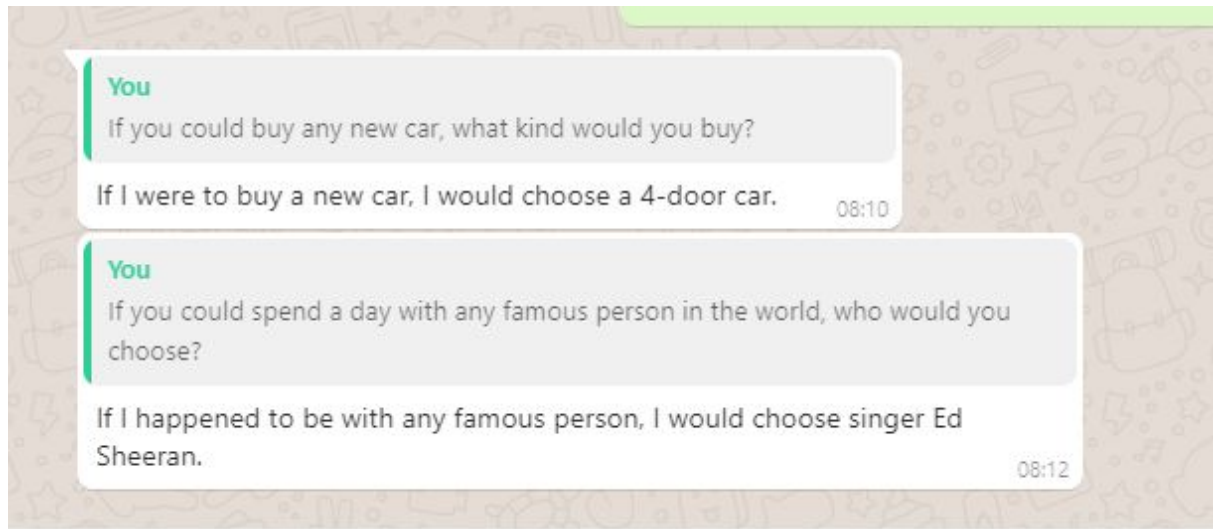 You
If you could buy any new car, what kind would you buy?
If I were to buy a new car, I would choose a 4-door car.
08:10
You
If you could spend a day with any famous person in the world, who would you
choose?
If I happened to be with any famous person, I would choose singer Ed
Sheeran.
08:12